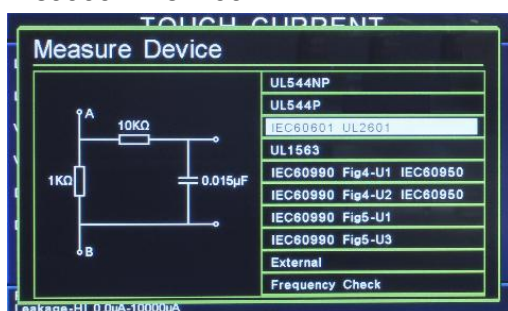 TOUCH CURRENT
Measure Device
A
10KΩ
1KΩ
0.015μF
B
UL544NP
UL544P
IEC60601 UL2601
UL1563
IEC60990 Fig4-U1 IEC60950
IEC60990 Fig4-U2 IEC60950
IEC60990 Fig5-U1
IEC60990 Fig5-U3
External
Frequency Check
Leakage-HI 0.0uA-10000uA